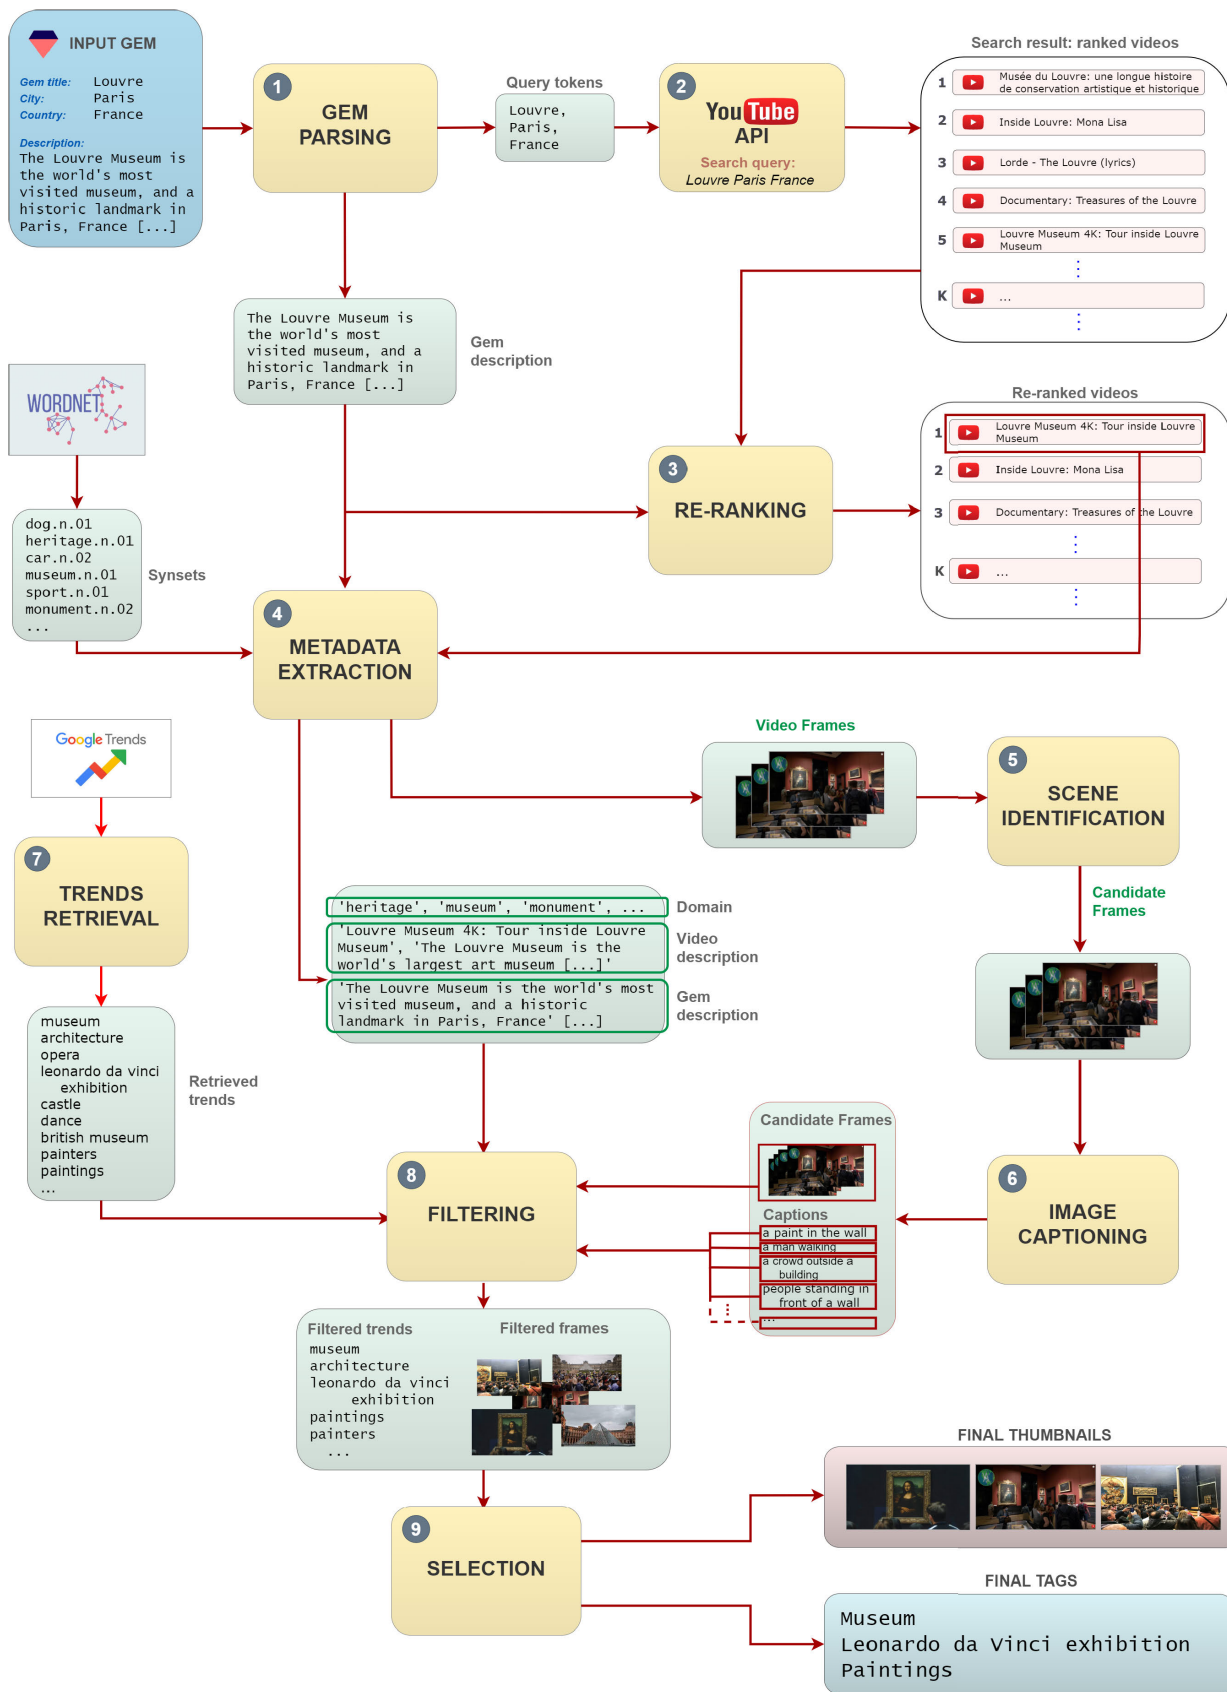 INPUT GEM
Gem title: Louvre
City: Paris
Country: France
Description:
The Louvre Museum is
the world's most
visited museum, and a
historic landmark in
Paris, France [...]
1
GEM
PARSING
Query tokens
Louvre,
Paris,
France
2
YouTube
API
Search query:
Louvre Paris France
Search result: ranked videos
1 Musée du Louvre: une longue histoire
de conservation artistique et historique
2 Inside Louvre: Mona Lisa
3 Lorde - The Louvre (lyrics)
4 Documentary: Treasures of the Louvre
5 Louvre Museum 4K: Tour inside Louvre
Museum
K ...
The Louvre Museum is
the world's most
visited museum, and a
historic landmark in
Paris, France [...]
Gem
description
WORDNET
dog.n.01
heritage.n.01
car.n.02
museum.n.01
sport.n.01
monument.n.02
...
Synsets
3
RE-RANKING
Re-ranked videos
1 Louvre Museum 4K: Tour inside Louvre
Museum
2 Inside Louvre: Mona Lisa
3 Documentary: Treasures of the Louvre
K ...
4
METADATA
EXTRACTION
Google Trends
7
TRENDS
RETRIEVAL
Video Frames
5
SCENE
IDENTIFICATION
Candidate
Frames
'heritage', 'museum', 'monument', ...
Domain
'Louvre Museum 4K: Tour inside Louvre
Museum', 'The Louvre Museum is the
world's largest art museum [...]'
Video
description
'The Louvre Museum is the world's most
visited museum, and a historic
landmark in Paris, France' [...]
Gem
description
museum
architecture
opera
leonardo da vinci
exhibition
castle
dance
british museum
painters
paintings
...
Retrieved
trends
8
FILTERING
Candidate Frames
Captions
a paint in the wall
a man walking
a crowd outside a
building
people standing in
front of a wall
...
6
IMAGE
CAPTIONING
Filtered trends
museum
architecture
leonardo da vinci
exhibition
paintings
painters
...
Filtered frames
9
SELECTION
FINAL THUMBNAILS
FINAL TAGS
Museum
Leonardo da Vinci exhibition
Paintings